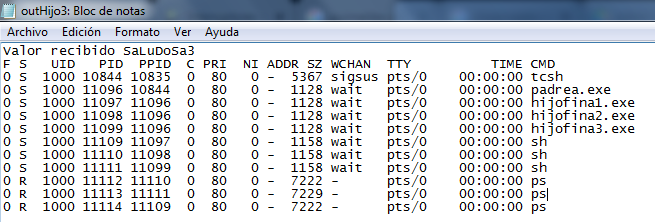 outHijo3: Bloc de notas
Archivo Edición Formato Ver Ayuda
Valor recibido SaLuDoSa3
F S UID PID PPID C PRI NI ADDR SZ WCHAN TTY TIME CMD
0 S 1000 10844 10835 0 80 0 - 5367 sigsus pts/0 00:00:00 tcsh
0 S 1000 11096 10844 0 80 0 - 1128 wait pts/0 00:00:00 padrea.exe
0 S 1000 11097 11096 0 80 0 - 1128 wait pts/0 00:00:00 hijofina1.exe
0 S 1000 11098 11096 0 80 0 - 1128 wait pts/0 00:00:00 hijofina2.exe
0 S 1000 11099 11096 0 80 0 - 1128 wait pts/0 00:00:00 hijofina3.exe
0 S 1000 11109 11097 0 80 0 - 1158 wait pts/0 00:00:00 sh
0 S 1000 11110 11098 0 80 0 - 1158 wait pts/0 00:00:00 sh
0 S 1000 11111 11099 0 80 0 - 1158 wait pts/0 00:00:00 sh
0 R 1000 11112 11110 0 80 0 - 7222 - pts/0 00:00:00 ps
0 R 1000 11113 11111 0 80 0 - 7229 - pts/0 00:00:00 ps
0 R 1000 11114 11109 0 80 0 - 7222 - pts/0 00:00:00 ps